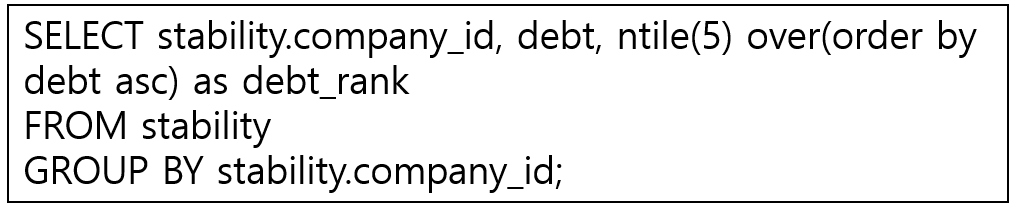 SELECT stability.company_id, debt, ntile(5) over(order by
debt asc) as debt_rank
FROM stability
GROUP BY stability.company_id;